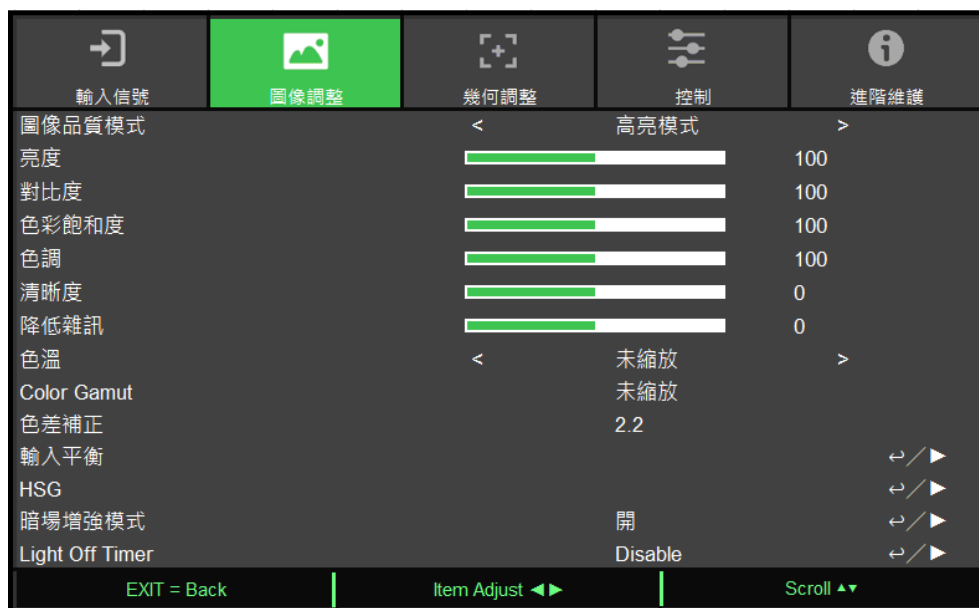 輸入信號 圖像調整 幾何調整 控制 進階維護
圖像品質模式 < 高亮模式 >
亮度 100
對比度 100
色彩飽和度 100
色調 100
清晰度 0
降低雜訊 0
色溫 < 未縮放 >
Color Gamut 未縮放
色差補正 2.2
輸入平衡 ↩／▶
HSG ↩／▶
暗場增強模式 開 ↩／▶
Light Off Timer Disable ↩／▶
EXIT = Back Item Adjust ◀▶ Scroll ▲▼